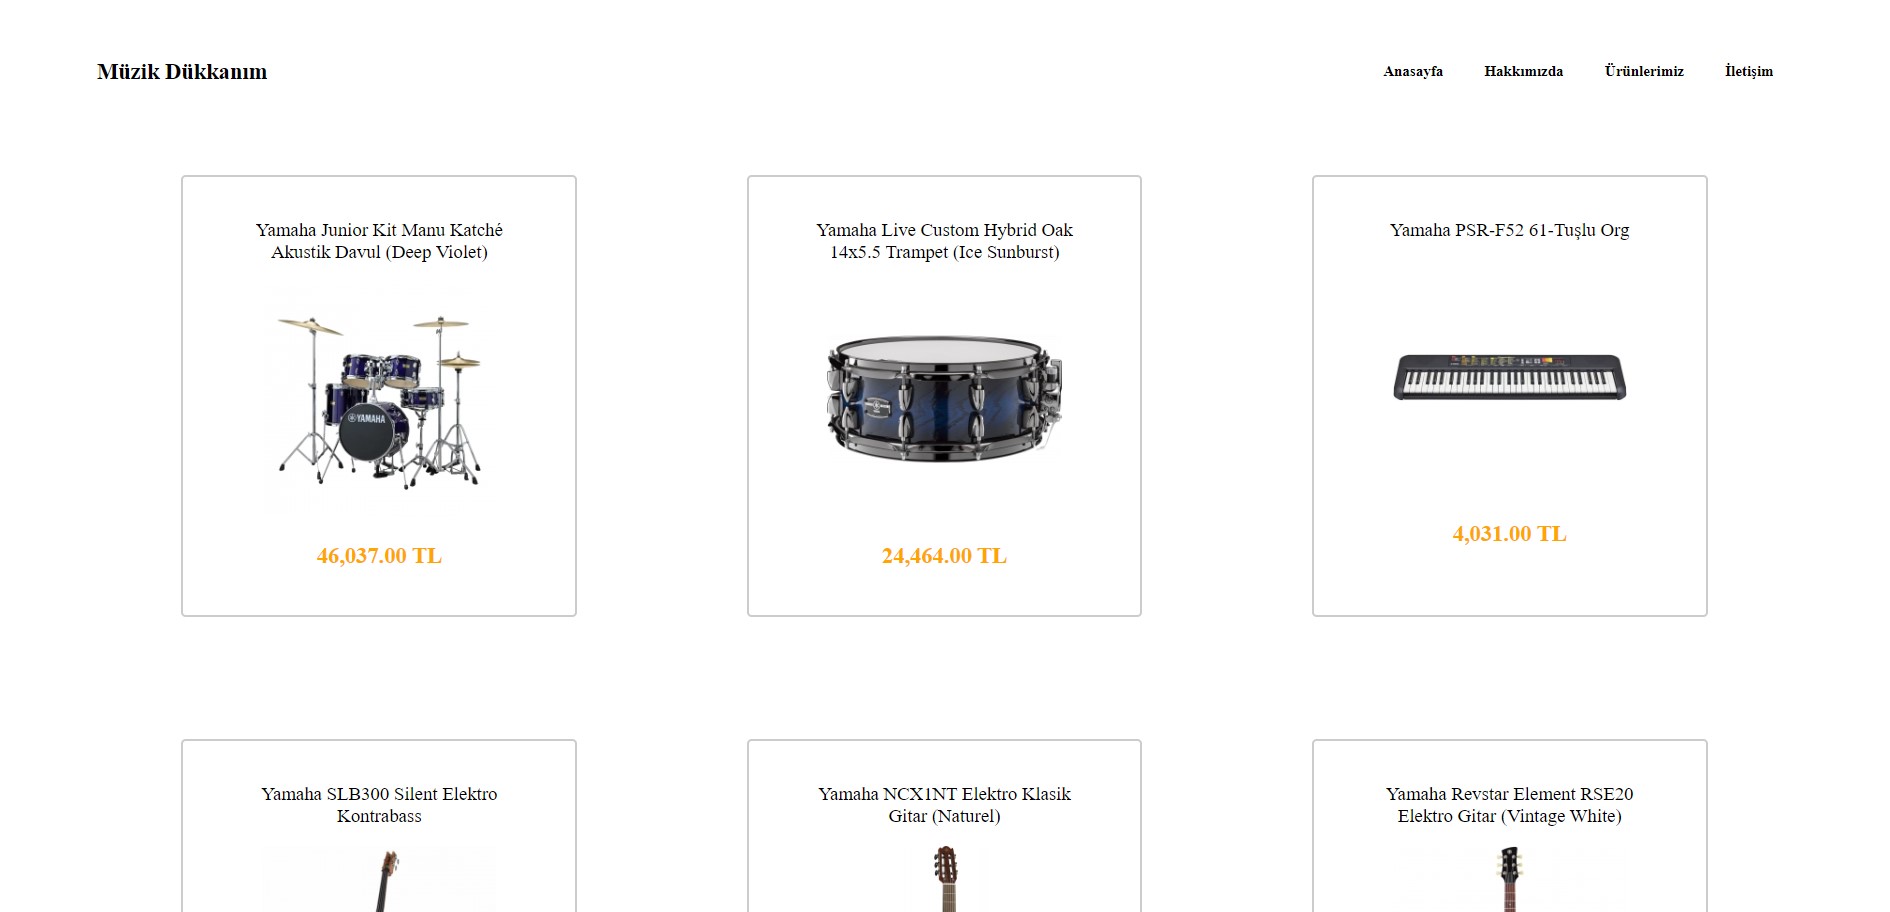 Müzik Dükkanım
Anasayfa Hakkımızda Ürünlerimiz İletişim
Yamaha Junior Kit Manu Katché
Akustik Davul (Deep Violet)
YAMAHA
46,037.00 TL
Yamaha Live Custom Hybrid Oak
14x5.5 Trampet (Ice Sunburst)
24,464.00 TL
Yamaha PSR-F52 61-Tuşlu Org
4,031.00 TL
Yamaha SLB300 Silent Elektro
Kontrabass
Yamaha NCX1NT Elektro Klasik
Gitar (Naturel)
Yamaha Revstar Element RSE20
Elektro Gitar (Vintage White)